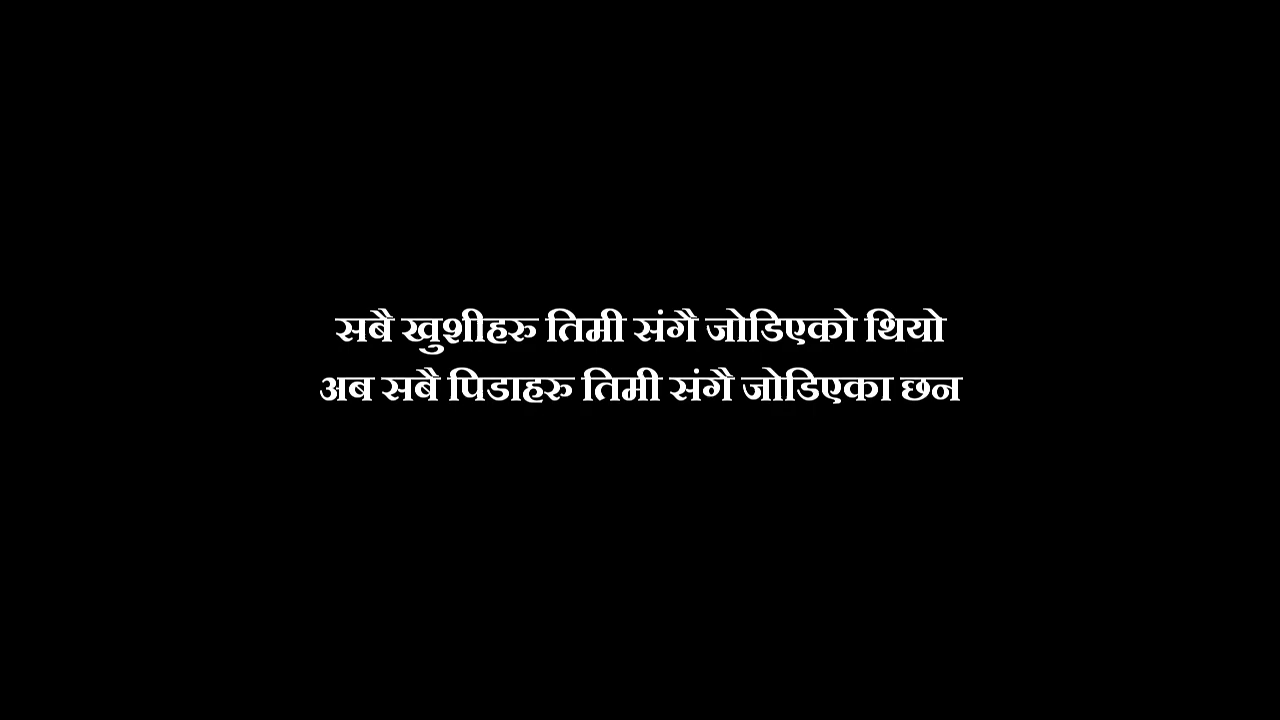 सबै खुशीहरु तिमी संगै जोडिएको थियो
अब सबै पिडाहरु तिमी संगै जोडिएका छन